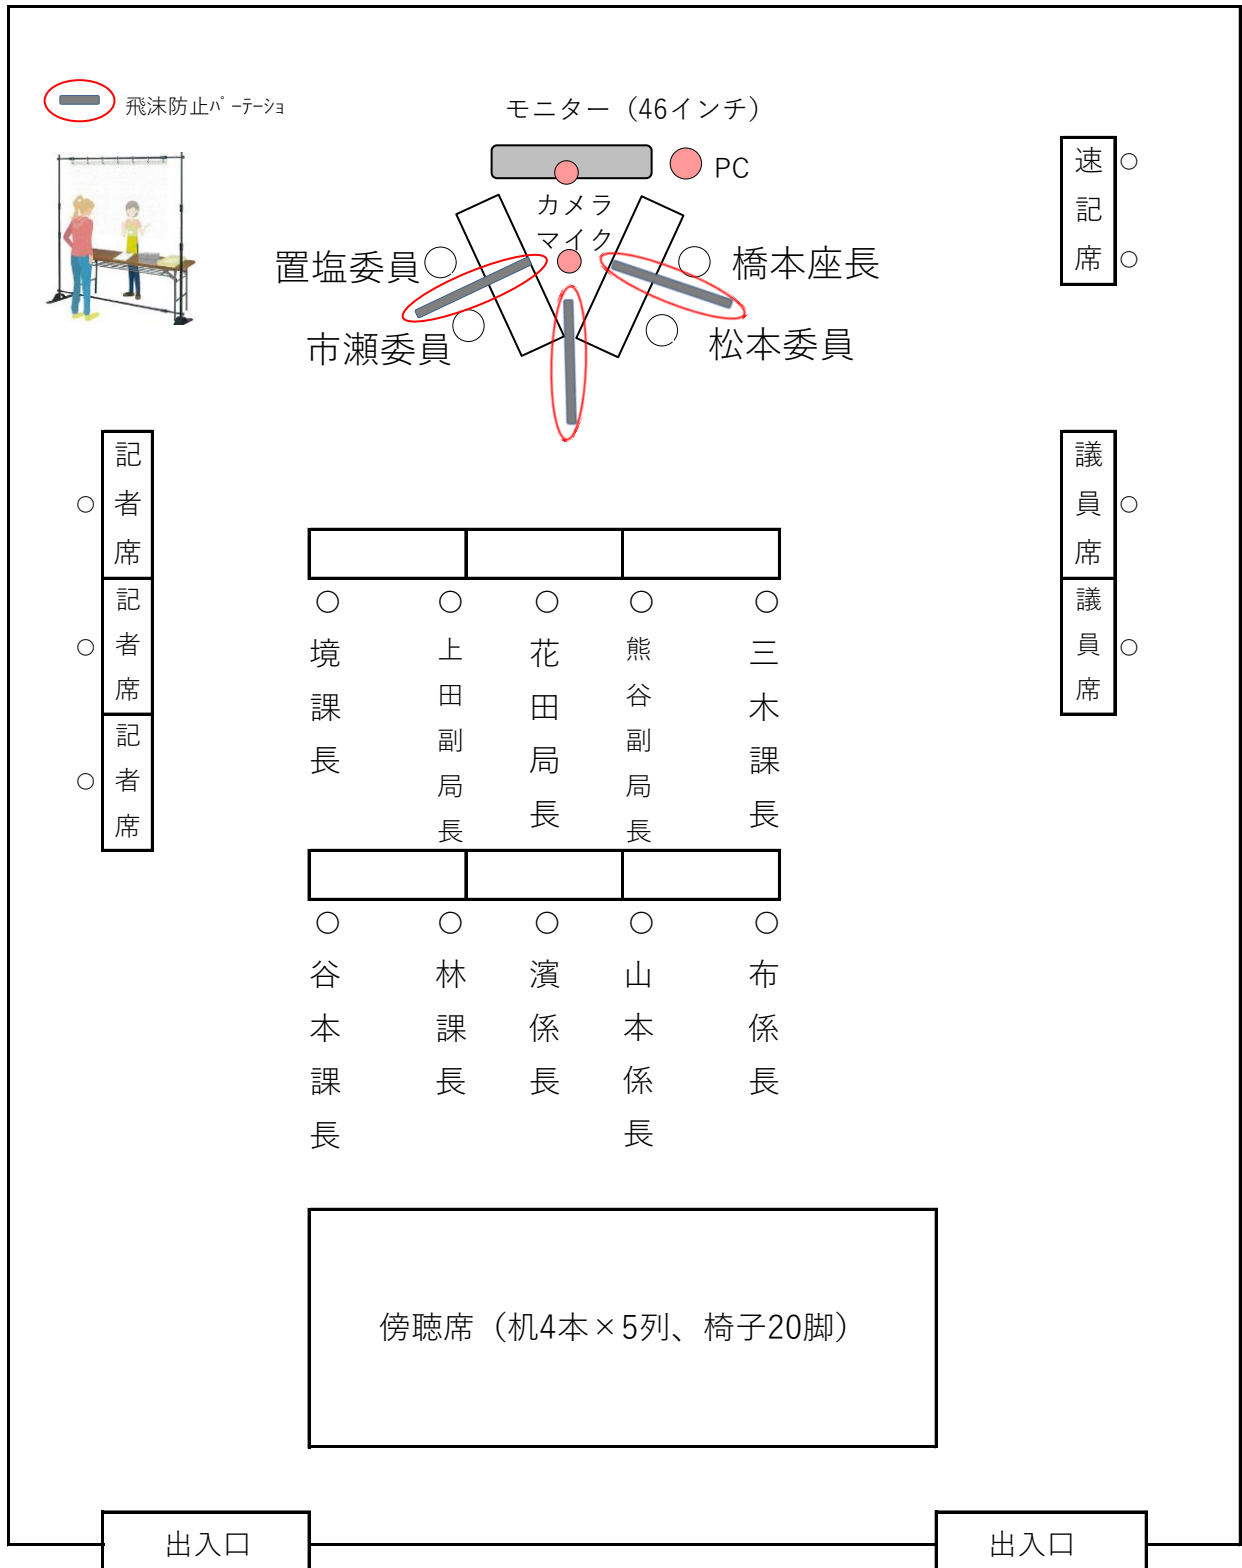 飛沫防止ﾊﾟｰﾃｰｼｮ
モニター（46インチ）
PC
カメラ
マイク
置塩委員
橋本座長
市瀬委員
松本委員
速記席
記者席
記者席
記者席
議員席
議員席
境課長
上田副局長
花田局長
熊谷副局長
三木課長
谷本課長
林課長
濱係長
山本係長
布係長
傍聴席（机4本×5列、椅子20脚）
出入口
出入口